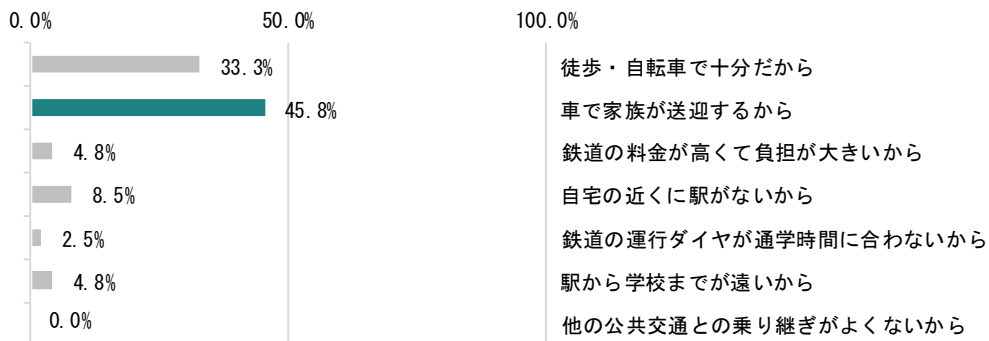 0.0% 50.0% 100.0%
33.3% 徒歩・自転車で十分だから
45.8% 車で家族が送迎するから
4.8% 鉄道の料金が高くて負担が大きいから
8.5% 自宅の近くに駅がないから
2.5% 鉄道の運行ダイヤが通学時間に合わないから
4.8% 駅から学校までが遠いから
0.0% 他の公共交通との乗り継ぎがよくないから